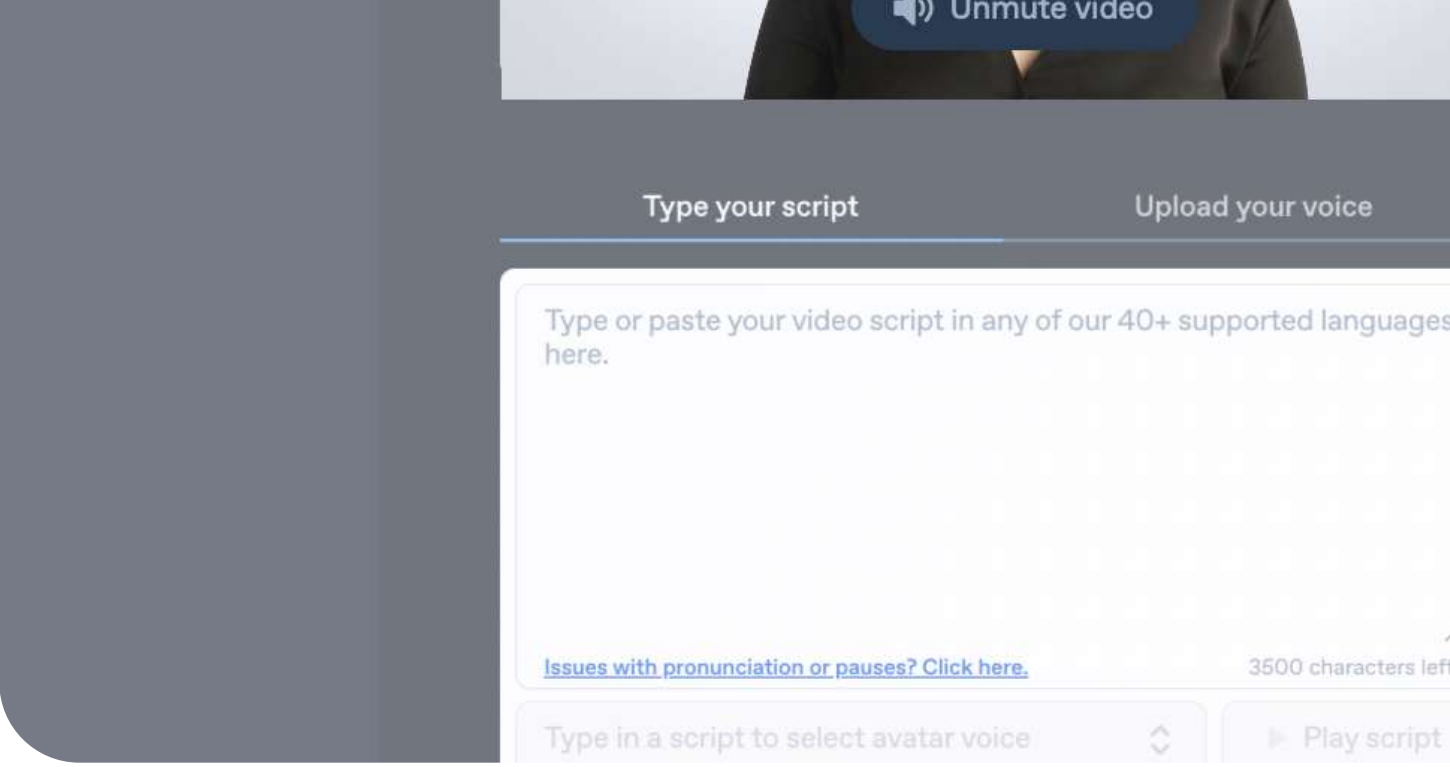 Unmute video
Type your script
Upload your voice
Type or paste your video script in any of our 40+ supported languages
here.
Issues with pronunciation or pauses? Click here.
3500 characters left
Type in a script to select avatar voice
Play script